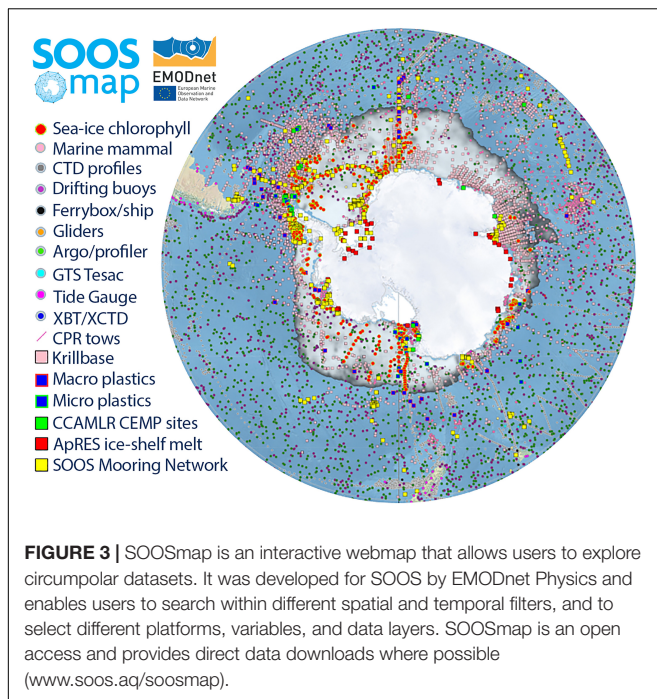 SOOS
map
EMODnet
European Marine
Observation and
Data Network
Sea-ice chlorophyll
Marine mammal
CTD profiles
Drifting buoys
Ferrybox/ship
Gliders
Argo/profiler
GTS Tesac
Tide Gauge
XBT/XCTD
CPR tows
Krillbase
Macro plastics
Micro plastics
CCAMLR CEMP sites
ApRES ice-shelf melt
SOOS Mooring Network
FIGURE 3 | SOOSmap is an interactive webmap that allows users to explore
circumpolar datasets. It was developed for SOOS by EMODnet Physics and
enables users to search within different spatial and temporal filters, and to
select different platforms, variables, and data layers. SOOSmap is an open
access and provides direct data downloads where possible
(www.soos.aq/soosmap).